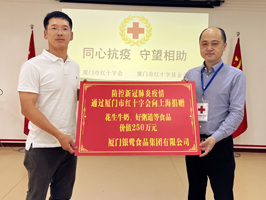 同心抗疫 守望相助
厦门市红十字会
防控新冠肺炎疫情
通过厦门市红十字会向上海捐赠
花生牛奶、好粥道等食品
价值250万元
厦门银鹭食品集团有限公司